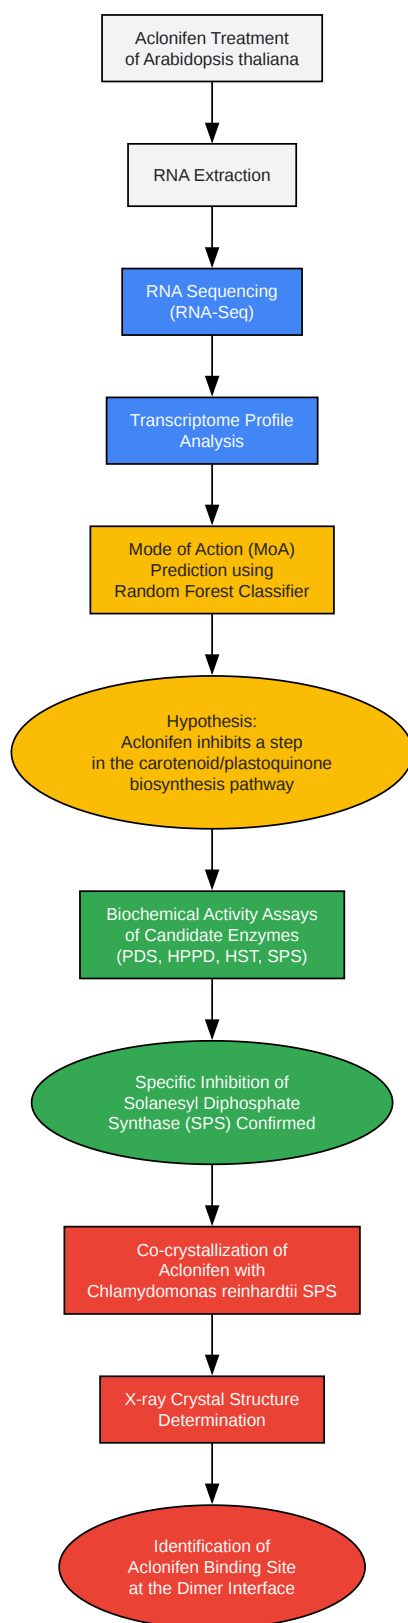 Aclonifen Treatment
of Arabidopsis thaliana
RNA Extraction
RNA Sequencing
(RNA-Seq)
Transcriptome Profile
Analysis
Mode of Action (MoA)
Prediction using
Random Forest Classifier
Hypothesis:
Aclonifen inhibits a step
in the carotenoid/plastoquinone
biosynthesis pathway
Biochemical Activity Assays
of Candidate Enzymes
(PDS, HPPD, HST, SPS)
Specific Inhibition of
Solanesyl Diphosphate
Synthase (SPS) Confirmed
Co-crystallization of
Aclonifen with
Chlamydomonas reinhardtii SPS
X-ray Crystal Structure
Determination
Identification of
Aclonifen Binding Site
at the Dimer Interface